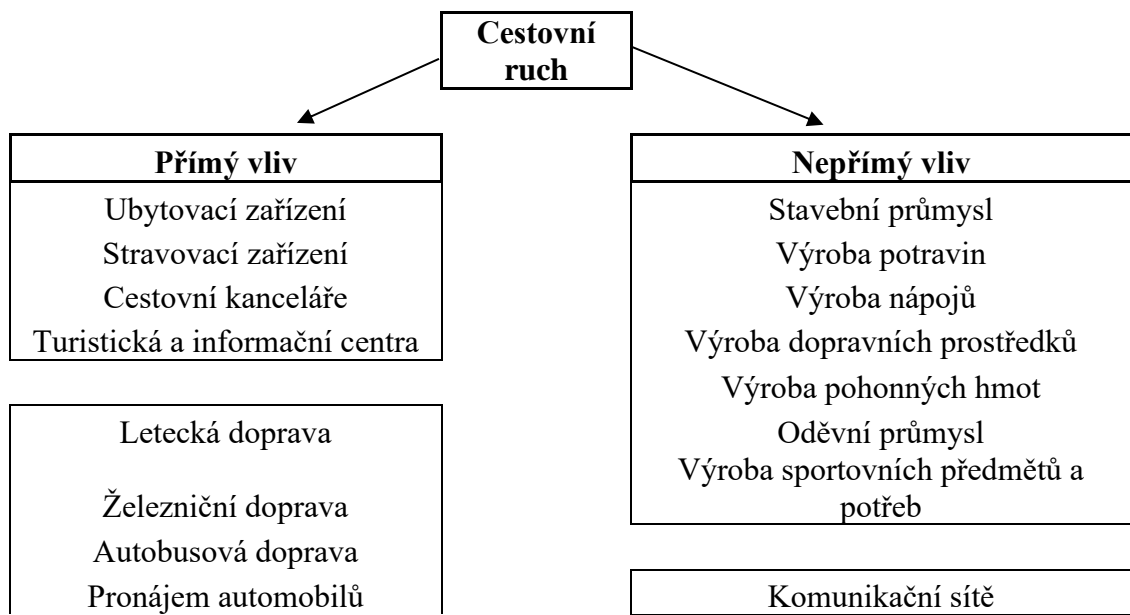 Cestovní
ruch
Přímý vliv
Ubytovací zařízení
Stravovací zařízení
Cestovní kanceláře
Turistická a informační centra
Letecká doprava
Železniční doprava
Autobusová doprava
Pronájem automobilů
Nepřímý vliv
Stavební průmysl
Výroba potravin
Výroba nápojů
Výroba dopravních prostředků
Výroba pohonných hmot
Oděvní průmysl
Výroba sportovních předmětů a
potřeb
Komunikační sítě